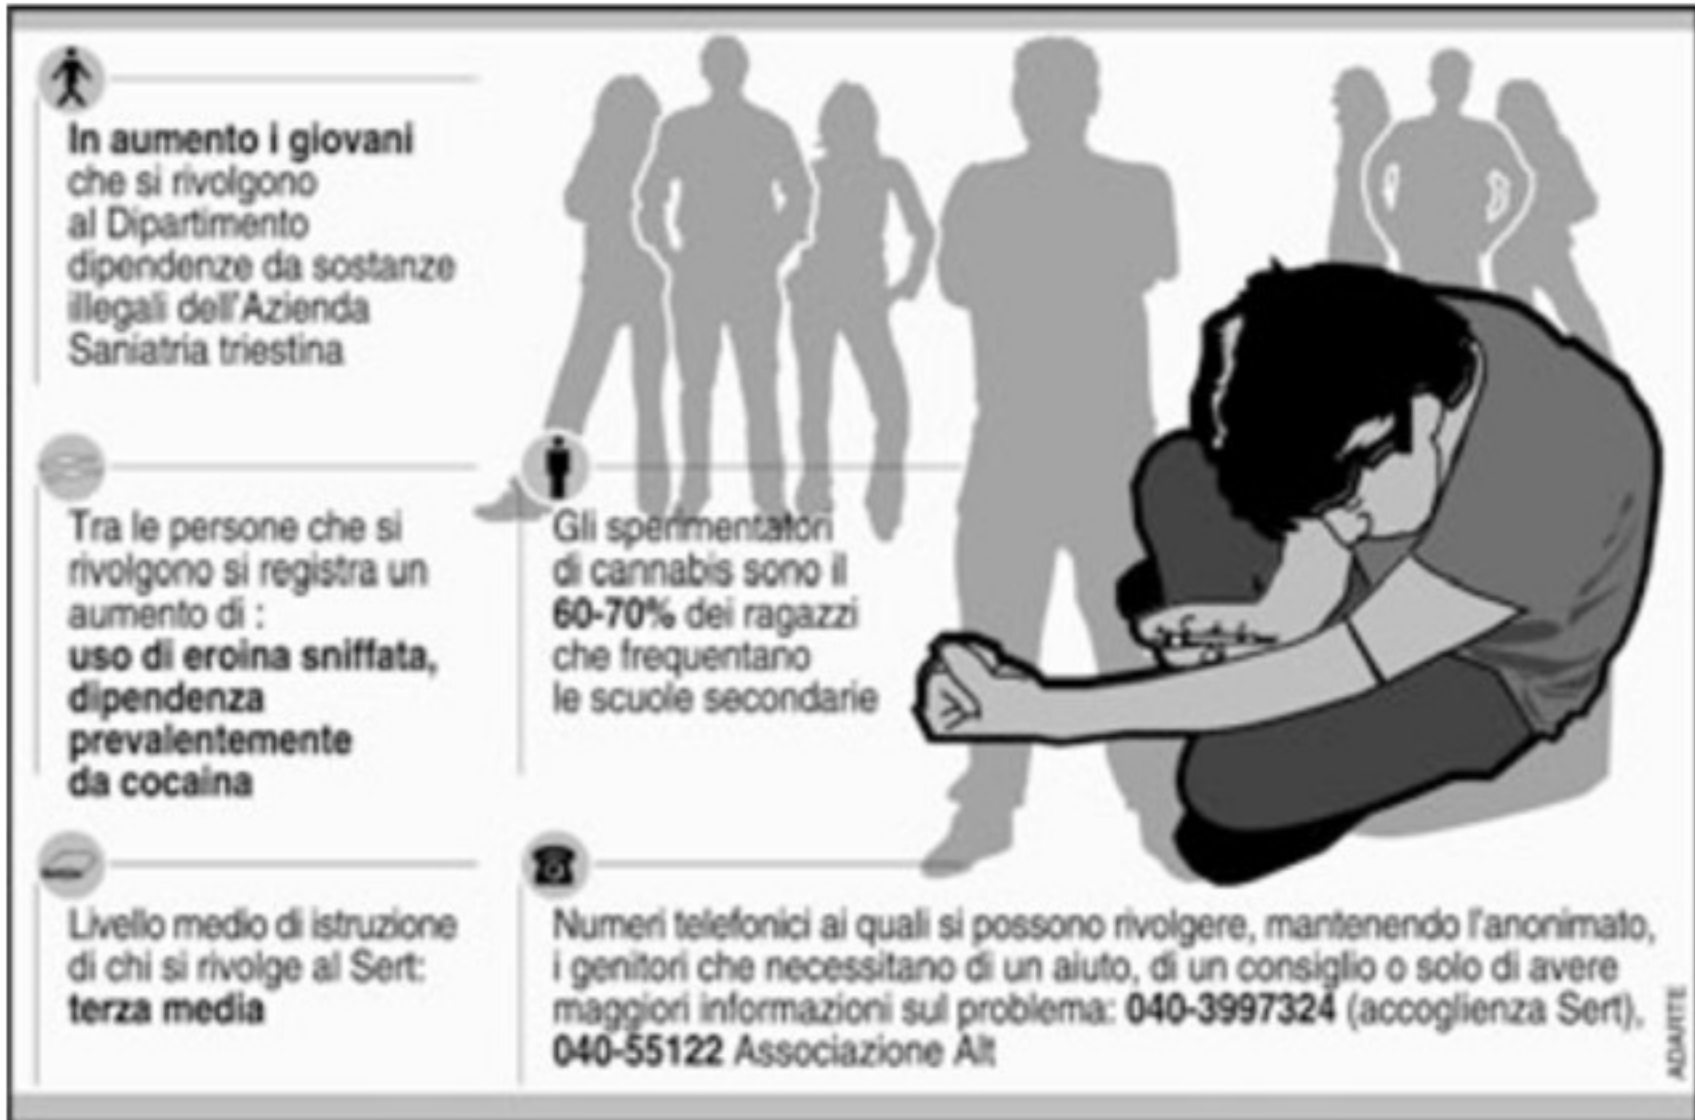 In aumento i giovani
che si rivolgono
al Dipartimento
dipendenze da sostanze
illegali dell'Azienda
Saniatria triestina
Tra le persone che si
rivolgono si registra un
aumento di :
uso di eroina sniffata,
dipendenza
prevalentemente
da cocaina
Gli sperimentatori
di cannabis sono il
60-70% dei ragazzi
che frequentano
le scuole secondarie
Livello medio di istruzione
di chi si rivolge al Sert:
terza media
Numeri telefonici ai quali si possono rivolgere, mantenendo l'anonimato,
i genitori che necessitano di un aiuto, di un consiglio o solo di avere
maggiori informazioni sul problema: 040-3997324 (accoglienza Sert),
040-55122 Associazione Alt
ADARTE